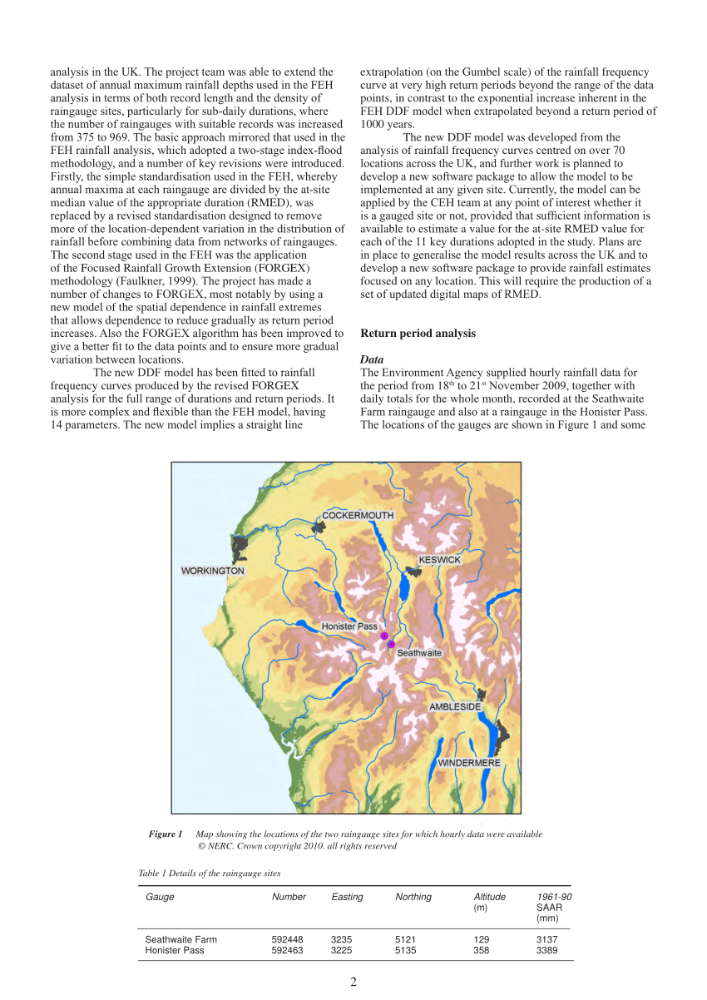 analysis in the UK. The project team was able to extend the
dataset of annual maximum rainfall depths used in the FEH
analysis in terms of both record length and the density of
raingauge sites, particularly for sub-daily durations, where
the number of raingauges with suitable records was increased
from 375 to 969. The basic approach mirrored that used in the
FEH rainfall analysis, which adopted a two-stage index-flood
methodology, and a number of key revisions were introduced.
Firstly, the simple standardisation used in the FEH, whereby
annual maxima at each raingauge are divided by the at-site
median value of the appropriate duration (RMED), was
replaced by a revised standardisation designed to remove
more of the location-dependent variation in the distribution of
rainfall before combining data from networks of raingauges.
The second stage used in the FEH was the application
of the Focused Rainfall Growth Extension (FORGEX)
methodology (Faulkner, 1999). The project has made a
number of changes to FORGEX, most notably by using a
new model of the spatial dependence in rainfall extremes
that allows dependence to reduce gradually as return period
increases. Also the FORGEX algorithm has been improved to
give a better fit to the data points and to ensure more gradual
variation between locations.
The new DDF model has been fitted to rainfall
frequency curves produced by the revised FORGEX
analysis for the full range of durations and return periods. It
is more complex and flexible than the FEH model, having
14 parameters. The new model implies a straight line
extrapolation (on the Gumbel scale) of the rainfall frequency
curve at very high return periods beyond the range of the data
points, in contrast to the exponential increase inherent in the
FEH DDF model when extrapolated beyond a return period of
1000 years.
The new DDF model was developed from the
analysis of rainfall frequency curves centred on over 70
locations across the UK, and further work is planned to
develop a new software package to allow the model to be
implemented at any given site. Currently, the model can be
applied by the CEH team at any point of interest whether it
is a gauged site or not, provided that sufficient information is
available to estimate a value for the at-site RMED value for
each of the 11 key durations adopted in the study. Plans are
in place to generalise the model results across the UK and to
develop a new software package to provide rainfall estimates
focused on any location. This will require the production of a
set of updated digital maps of RMED.
Return period analysis
Data
The Environment Agency supplied hourly rainfall data for
the period from 18th to 21st November 2009, together with
daily totals for the whole month, recorded at the Seathwaite
Farm raingauge and also at a raingauge in the Honister Pass.
The locations of the gauges are shown in Figure 1 and some
COCKERMOUTH
KESWICK
WORKINGTON
Honister Pass
Seathwaite
AMBLESIDE
WINDERMERE
Figure 1 Map showing the locations of the two raingauge sites for which hourly data were available
© NERC. Crown copyright 2010. all rights reserved
Table 1 Details of the raingauge sites
Gauge Number Easting Northing Altitude 1961-90
(m) SAAR
(mm)
Seathwaite Farm 592448 3235 5121 129 3137
Honister Pass 592463 3225 5135 358 3389
2